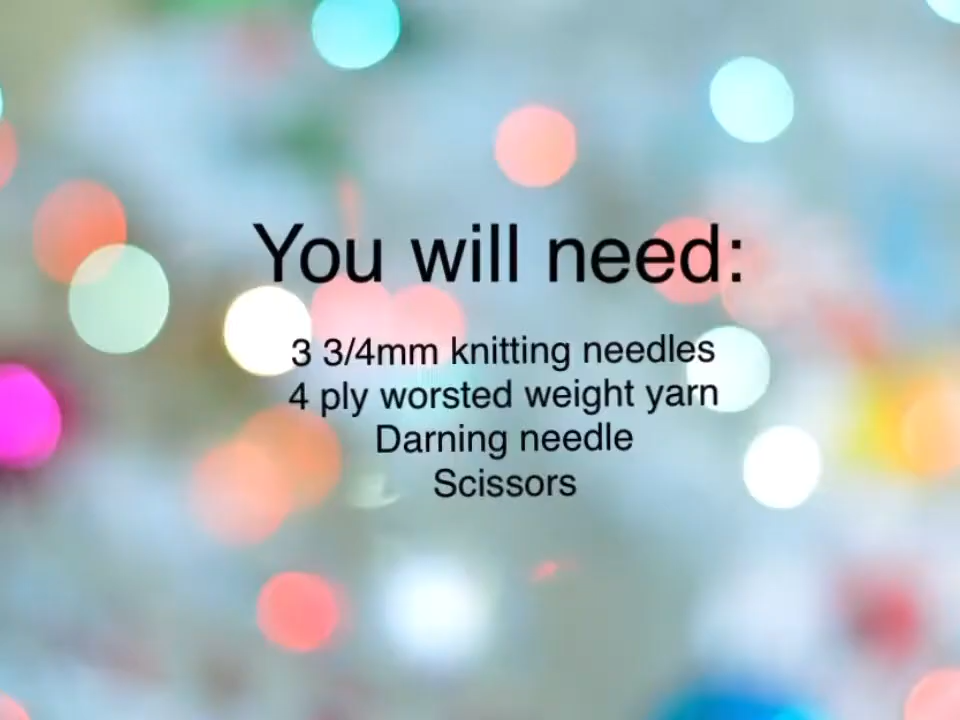 You will need:
3 3/4mm knitting needles
4 ply worsted weight yarn
Darning needle
Scissors